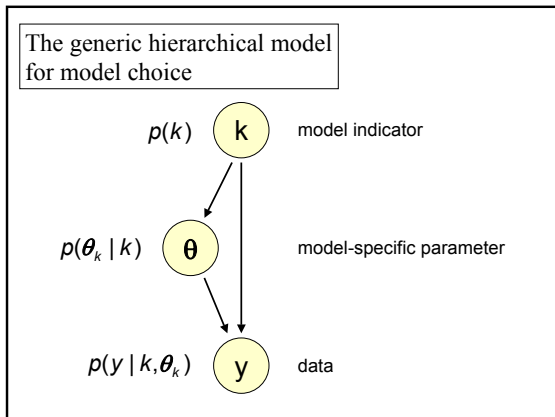 The generic hierarchical model
for model choice
p(k) k model indicator
p(θₖ | k) θ model-specific parameter
p(y | k,θₖ) y data